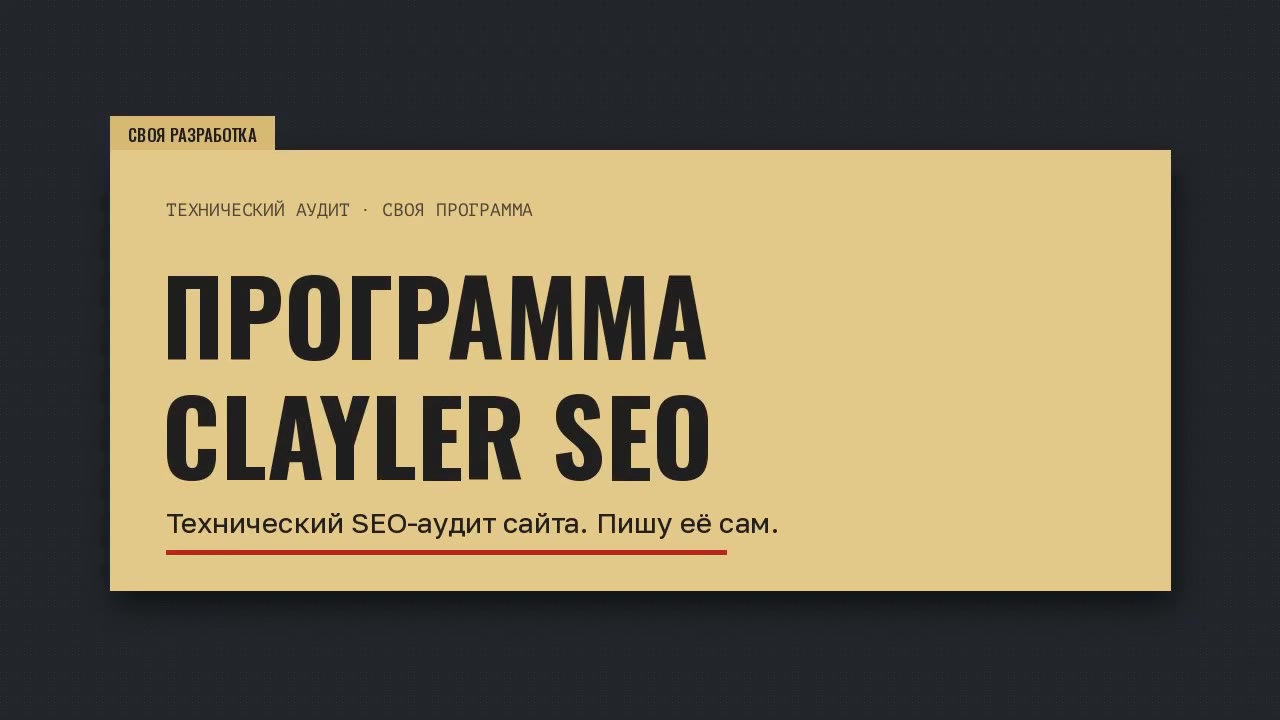 СВОЯ РАЗРАБОТКА
ТЕХНИЧЕСКИЙ АУДИТ · СВОЯ ПРОГРАММА
ПРОГРАММА
CLAYLER SEO
Технический SEO-аудит сайта. Пишу её сам.